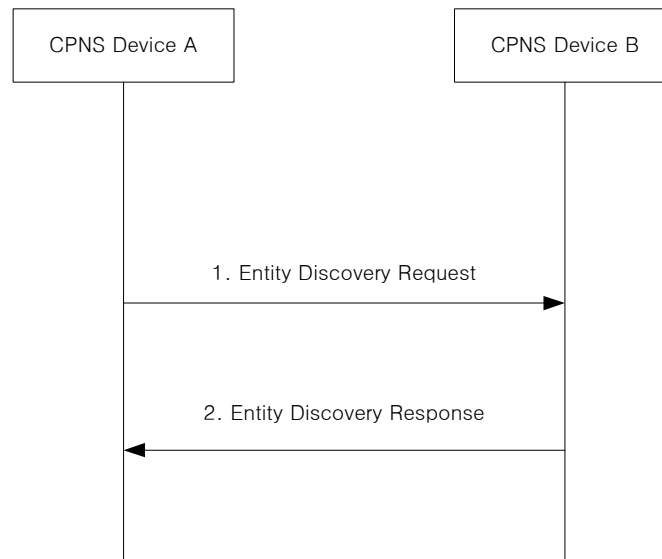 CPNS Device A
CPNS Device B
1. Entity Discovery Request
2. Entity Discovery Response